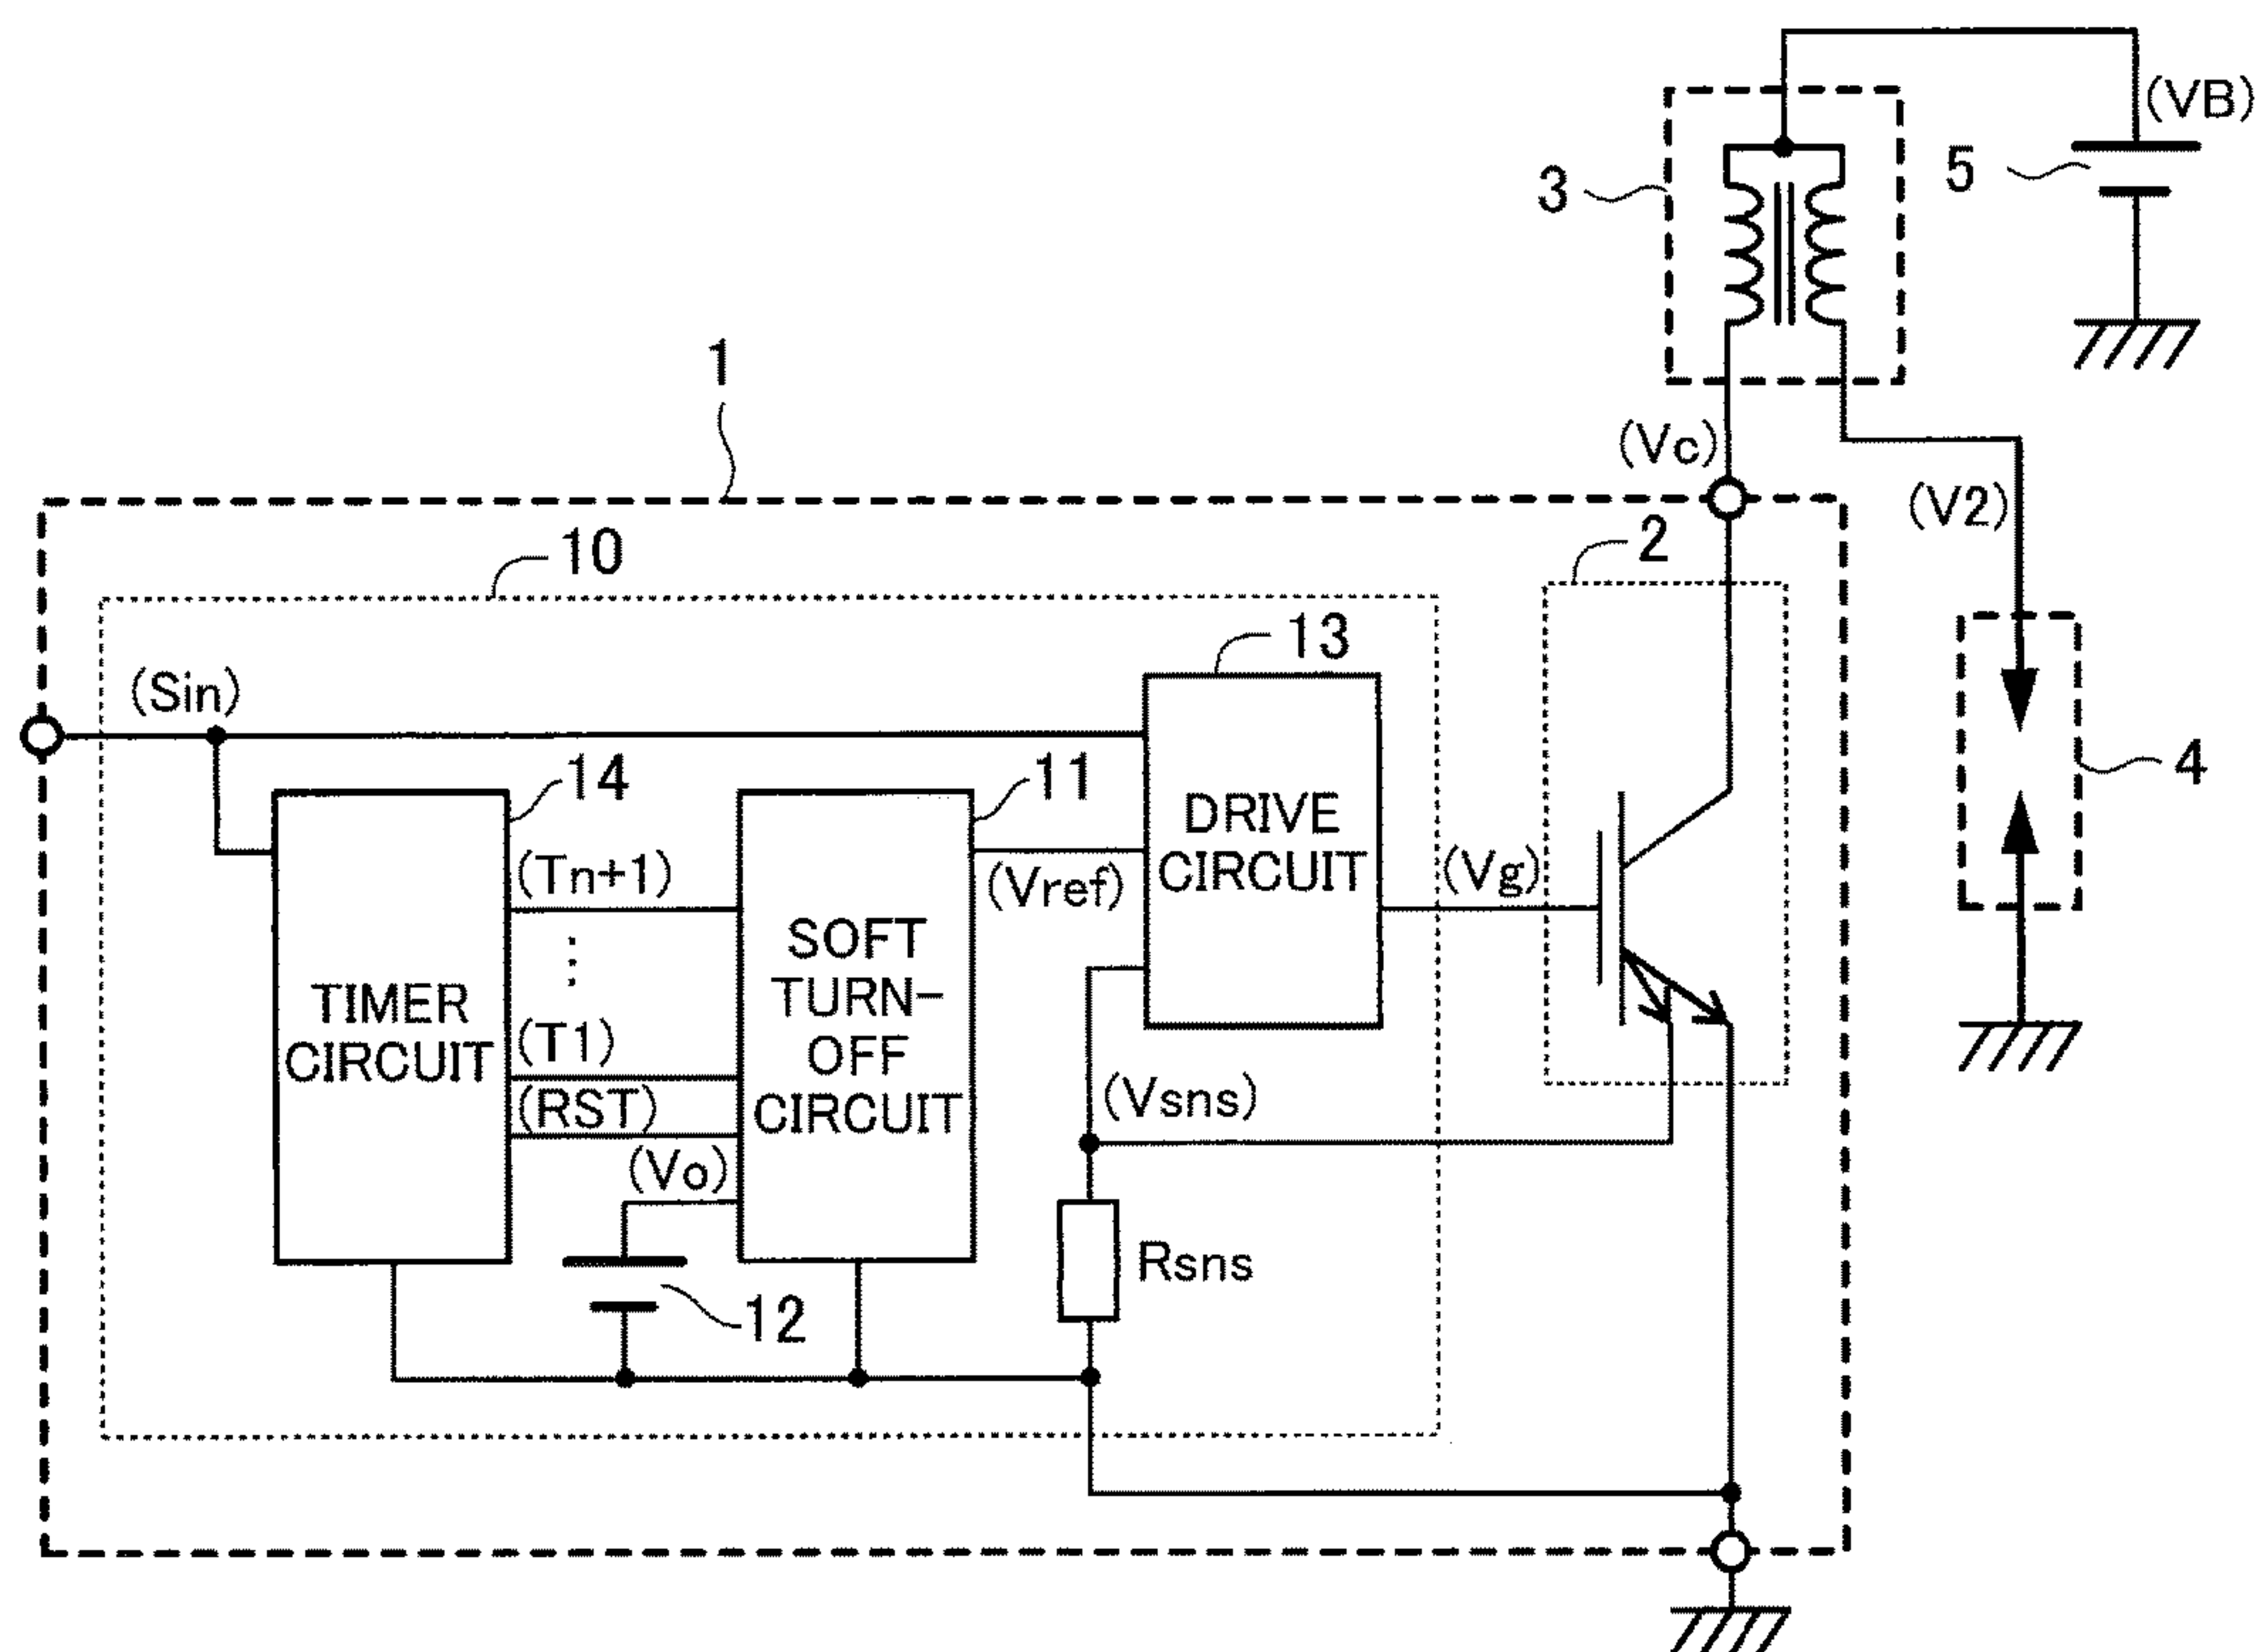 (VB)
3
5
1
(Vc)
(V2)
10
2
13
(Sin)
14
11
4
DRIVE
CIRCUIT
(Tn+1)
(Vref)
(Vg)
SOFT
TURN-
OFF
CIRCUIT
TIMER
CIRCUIT
(T1)
(RST)
(Vsns)
(Vo)
Rsns
12